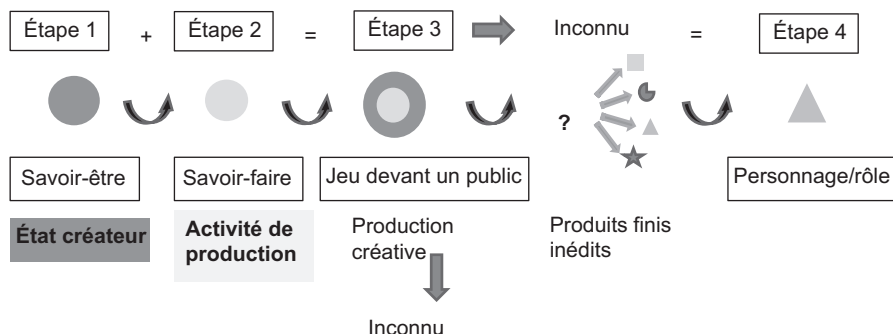 Étape 1 + Étape 2 = Étape 3 Inconnu = Étape 4
?
Savoir-être Savoir-faire Jeu devant un public Personnage/rôle
État créateur
Activité de
production
Production
créative
Produits finis
inédits
Inconnu